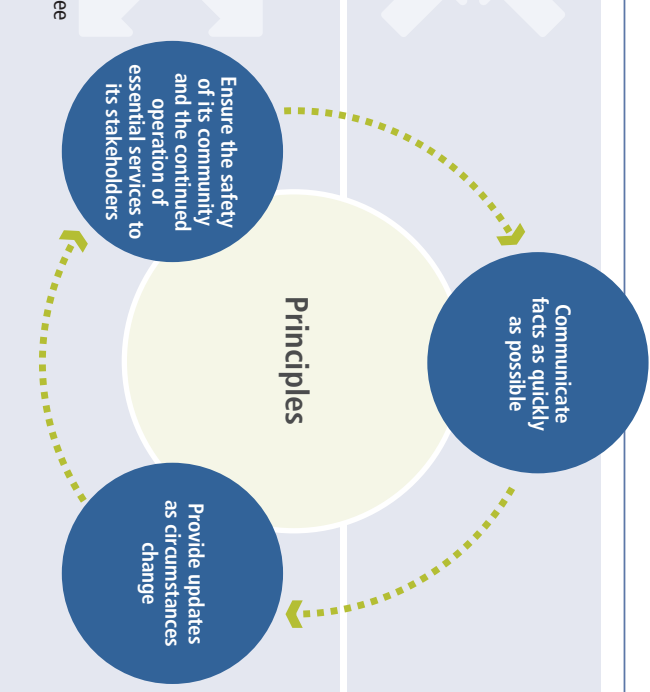 Communicate
facts as quickly
as possible
Principles
Ensure the safety
of its community
and the continued
operation of
essential services to
its stakeholders
Provide updates
as circumstances
change
ee